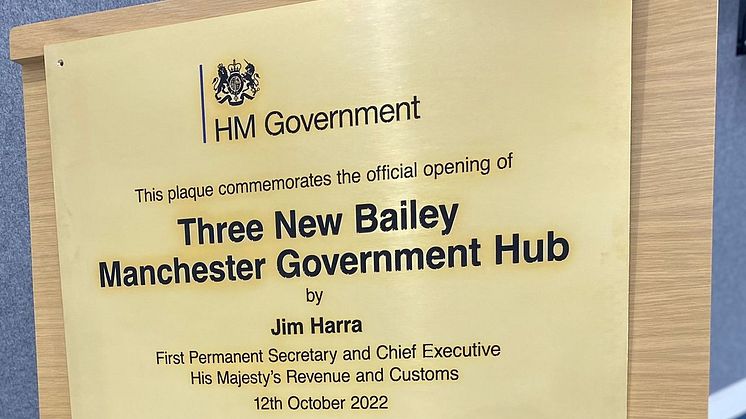 HM Government
This plaque commemorates the official opening of
Three New Bailey
Manchester Government Hub
by
Jim Harra
First Permanent Secretary and Chief Executive
His Majesty's Revenue and Customs
12th October 2022